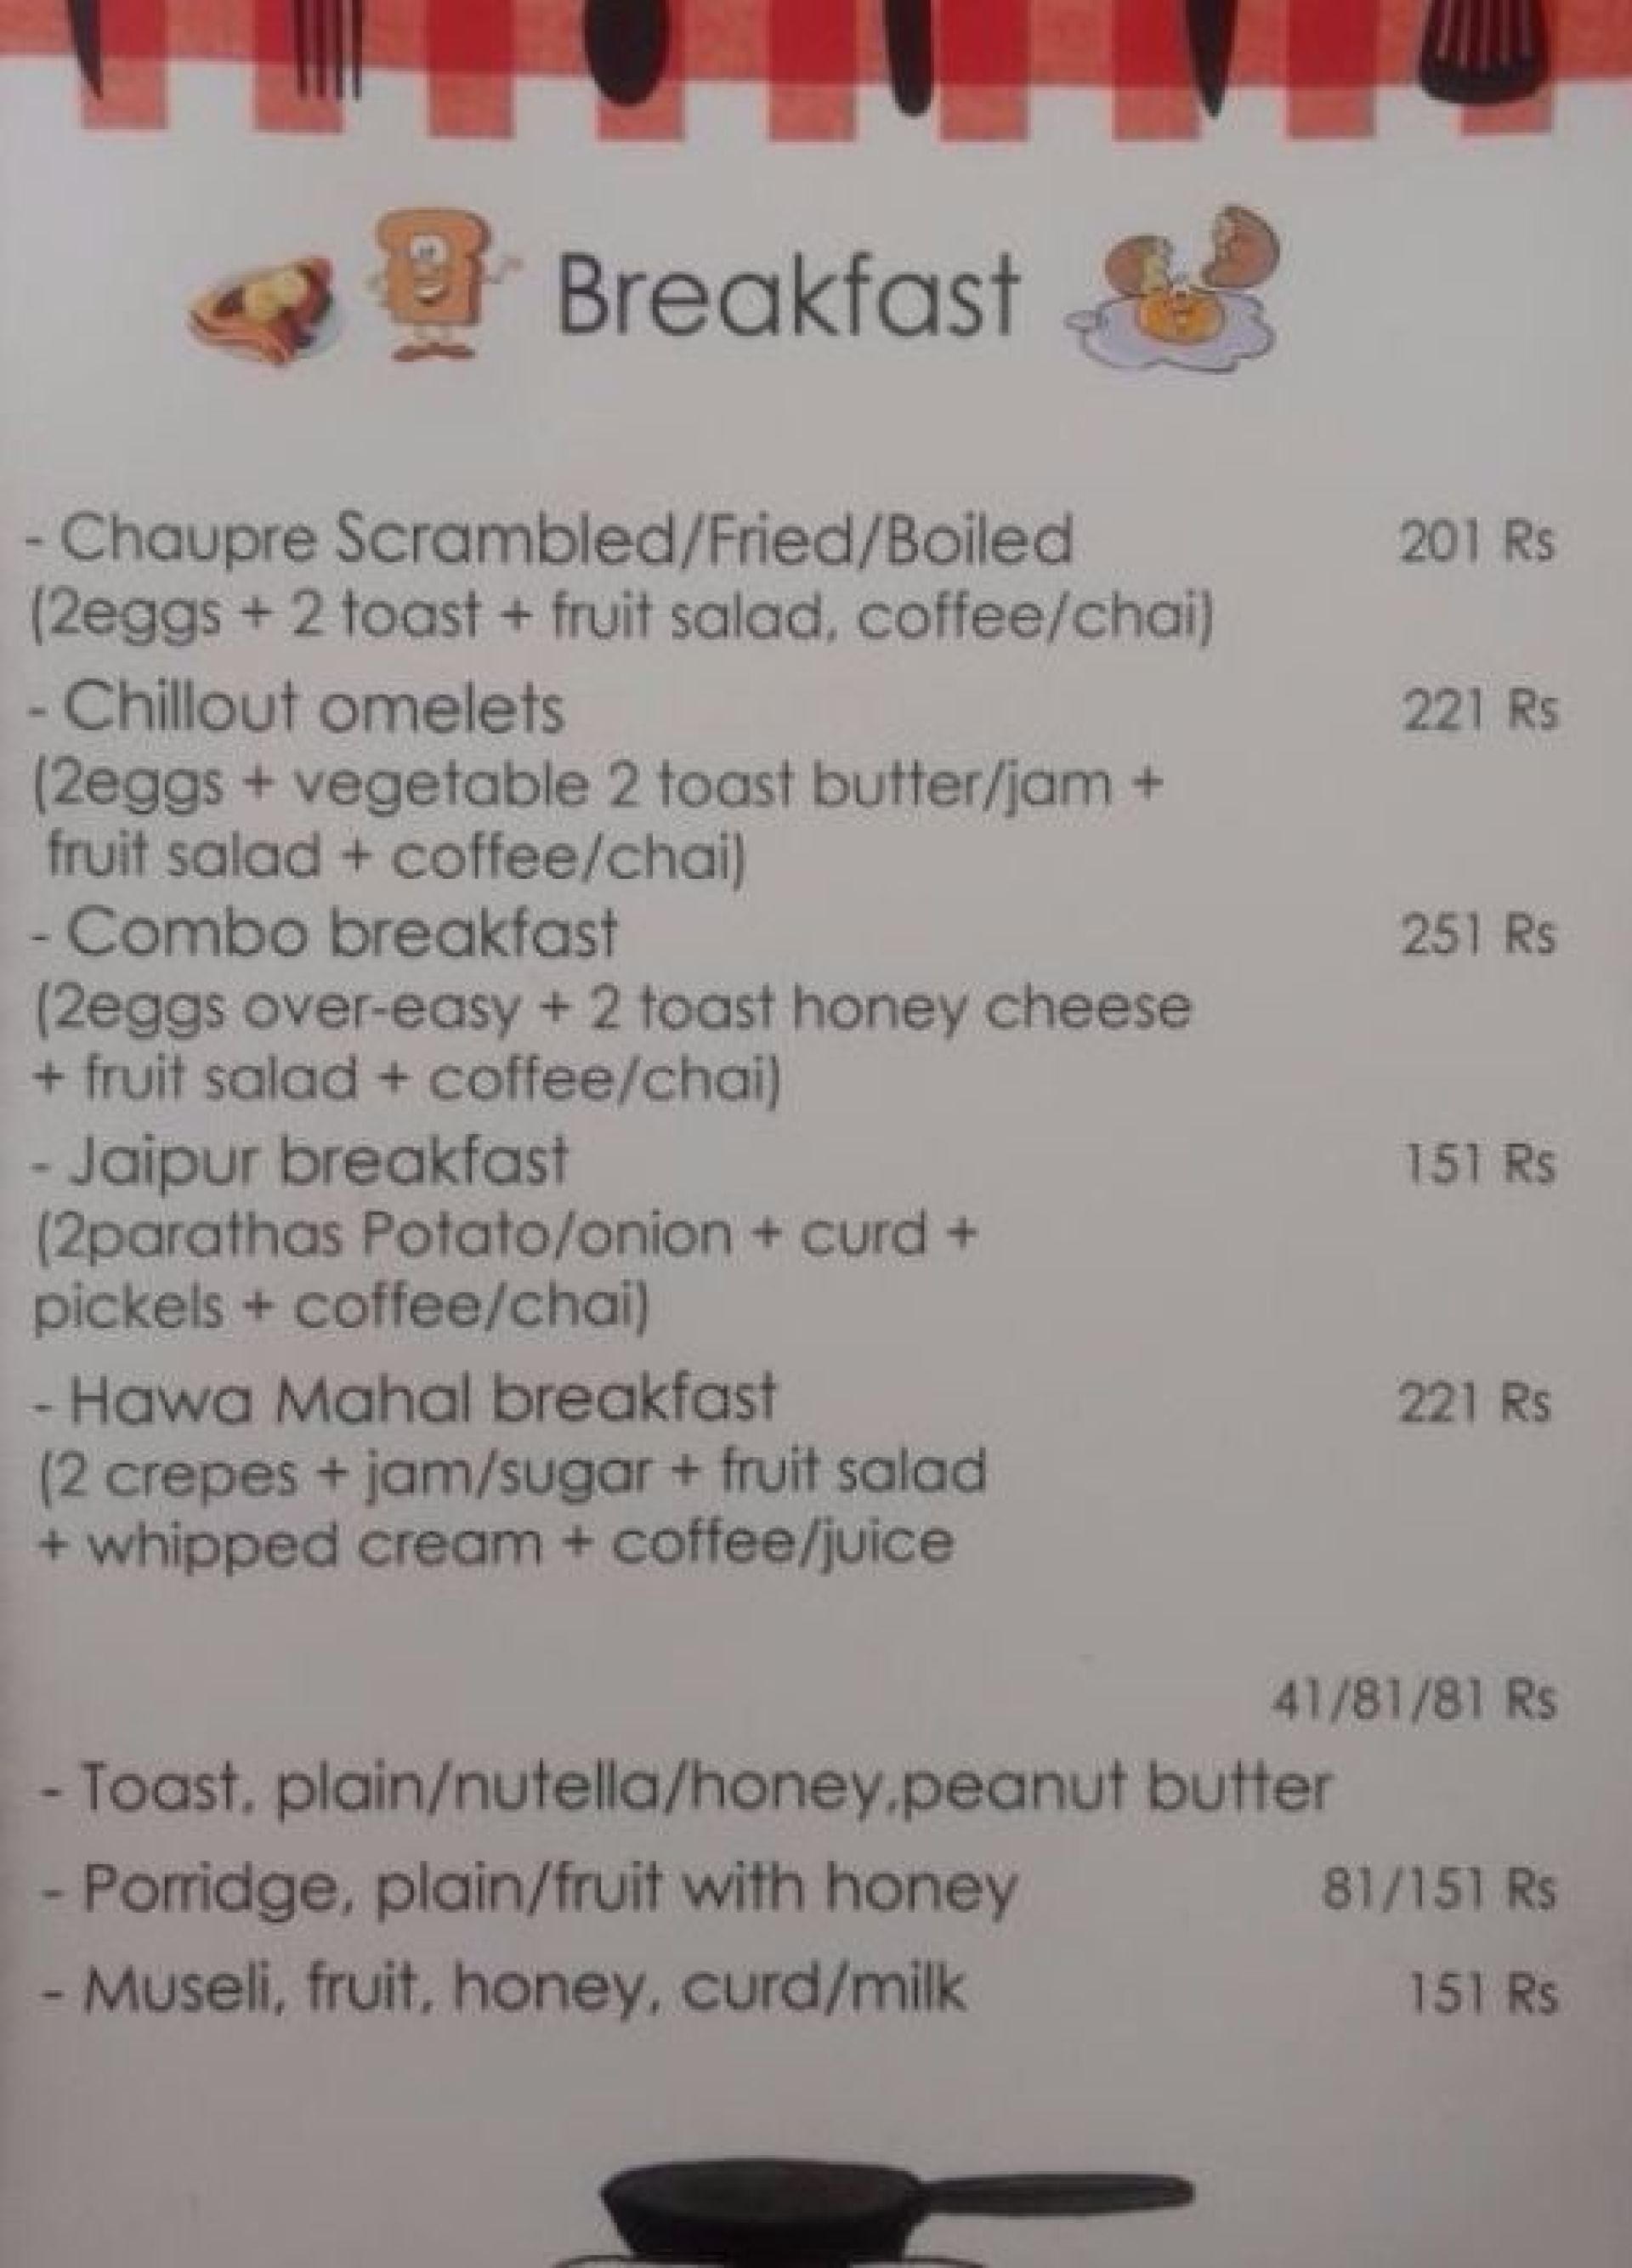 Breakfast
- Chaupre Scrambled/Fried/Boiled 201 Rs
(2eggs + 2 toast + fruit salad, coffee/chai)
- Chillout omelets 221 Rs
(2eggs + vegetable 2 toast butter/jam +
fruit salad + coffee/chai)
- Combo breakfast 251 Rs
(2eggs over-easy + 2 toast honey cheese
+ fruit salad + coffee/chai)
- Jaipur breakfast 151 Rs
(2parathas Potato/onion + curd +
pickels + coffee/chai)
- Hawa Mahal breakfast 221 Rs
(2 crepes + jam/sugar + fruit salad
+ whipped cream + coffee/juice
41/81/81 Rs
- Toast, plain/nutella/honey,peanut butter
- Porridge, plain/fruit with honey 81/151 Rs
- Museli, fruit, honey, curd/milk 151 Rs